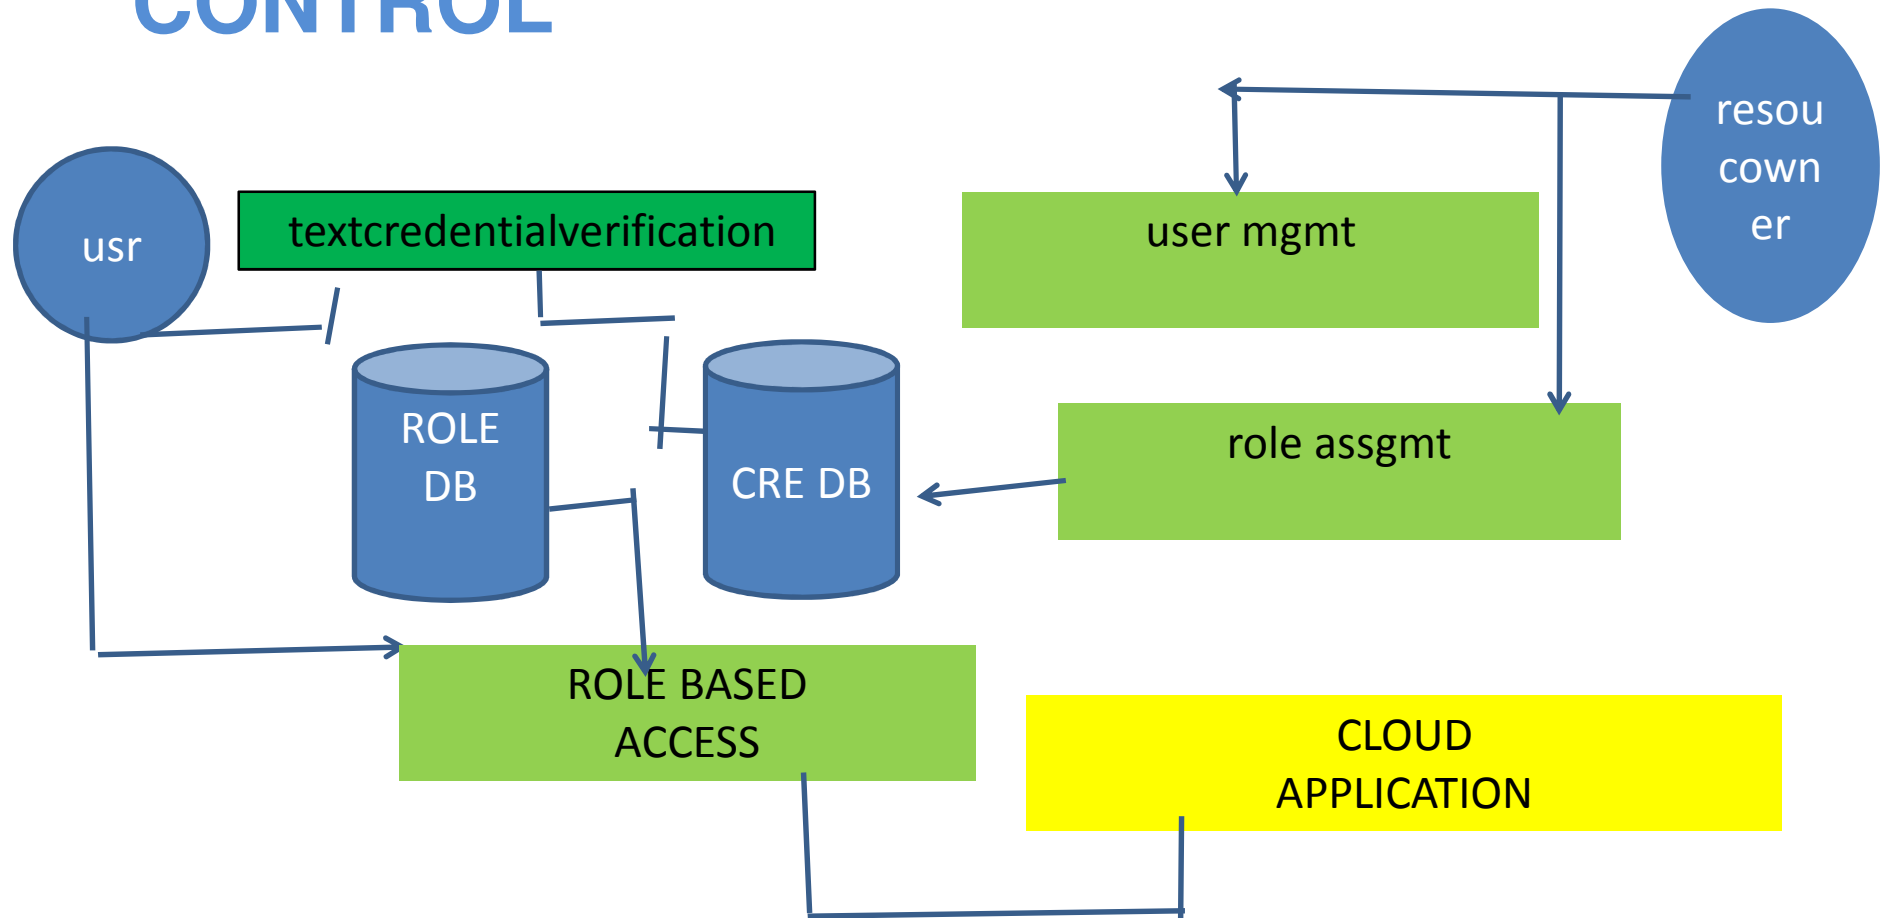 CONTROL
resou
cown
er
usr
textcredentialverification
user mgmt
ROLE
DB
CRE DB
role assgmt
ROLE BASED
ACCESS
CLOUD
APPLICATION